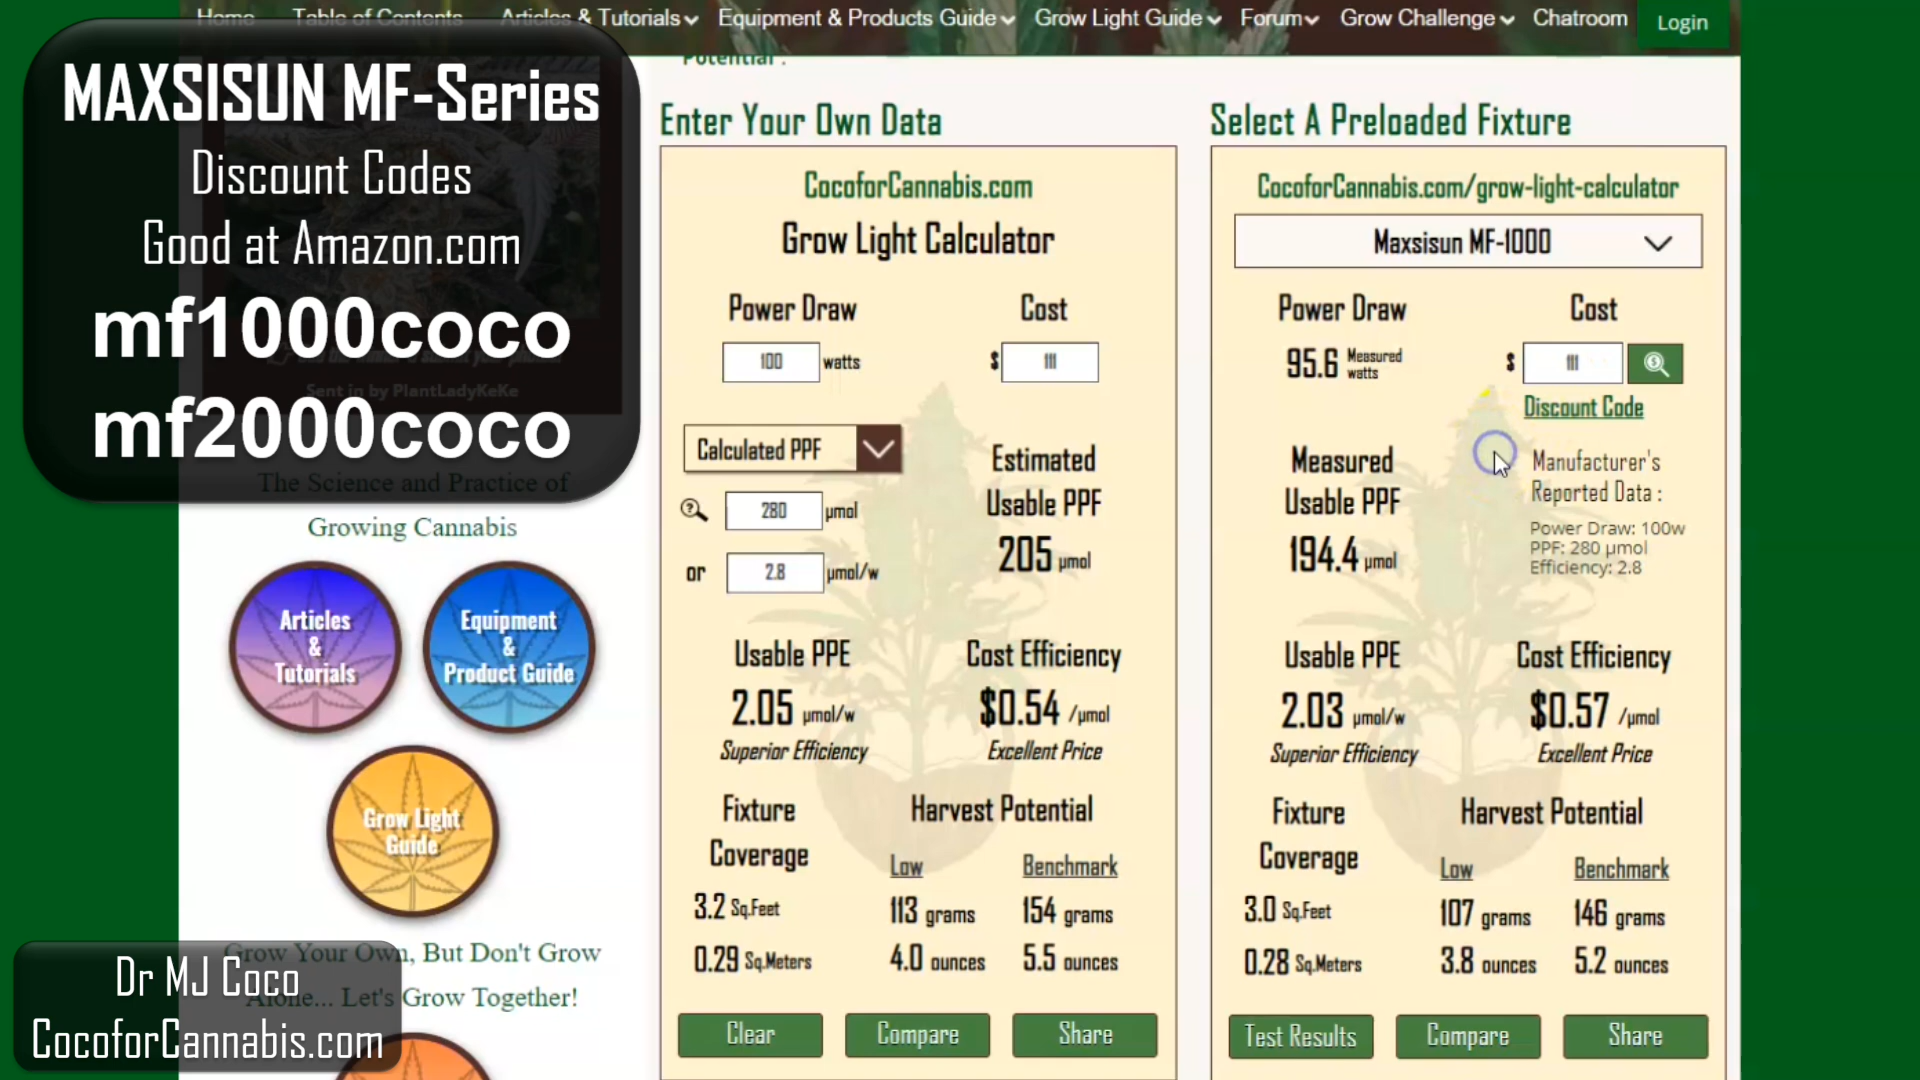 Home Table of Contents Articles & Tutorials Equipment & Products Guide Grow Light Guide Forum Grow Challenge Chatroom Login
MAXSISUN MF-Series
Discount Codes
Good at Amazon.com
mf1000coco
mf2000coco
Sent in by PlantLadyKeKe
The Science and Practice of
Growing Cannabis
Articles
&
Tutorials
Equipment
&
Product Guide
Grow Light
Guide
Grow Your Own, But Don't Grow
Alone... Let's Grow Together!
Dr MJ Coco
CocoforCannabis.com
Potential :
Enter Your Own Data
CocoforCannabis.com
Grow Light Calculator
Power Draw Cost
100 watts $ 111
Calculated PPF
Estimated
Usable PPF
280 µmol
205 µmol
or 2.8 µmol/w
Usable PPE Cost Efficiency
2.05 µmol/w $0.54 /µmol
Superior Efficiency Excellent Price
Fixture
Coverage
Harvest Potential
Low Benchmark
3.2 Sq.Feet 113 grams 154 grams
0.29 Sq.Meters 4.0 ounces 5.5 ounces
Clear Compare Share
Select A Preloaded Fixture
CocoforCannabis.com/grow-light-calculator
Maxsisun MF-1000
Power Draw Cost
95.6 Measured watts $ 111
Discount Code
Measured
Usable PPF
194.4 µmol
Manufacturer's
Reported Data :
Power Draw: 100w
PPF: 280 µmol
Efficiency: 2.8
Usable PPE Cost Efficiency
2.03 µmol/w $0.57 /µmol
Superior Efficiency Excellent Price
Fixture
Coverage
Harvest Potential
Low Benchmark
3.0 Sq.Feet 107 grams 146 grams
0.28 Sq.Meters 3.8 ounces 5.2 ounces
Test Results Compare Share